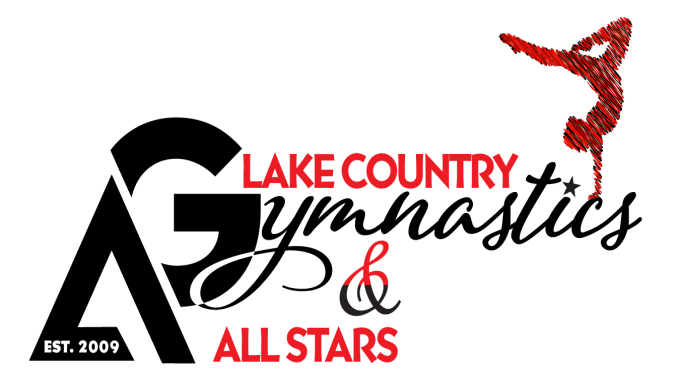 LAKE COUNTRY
Gymnastics
&
ALL STARS
AG
EST. 2009